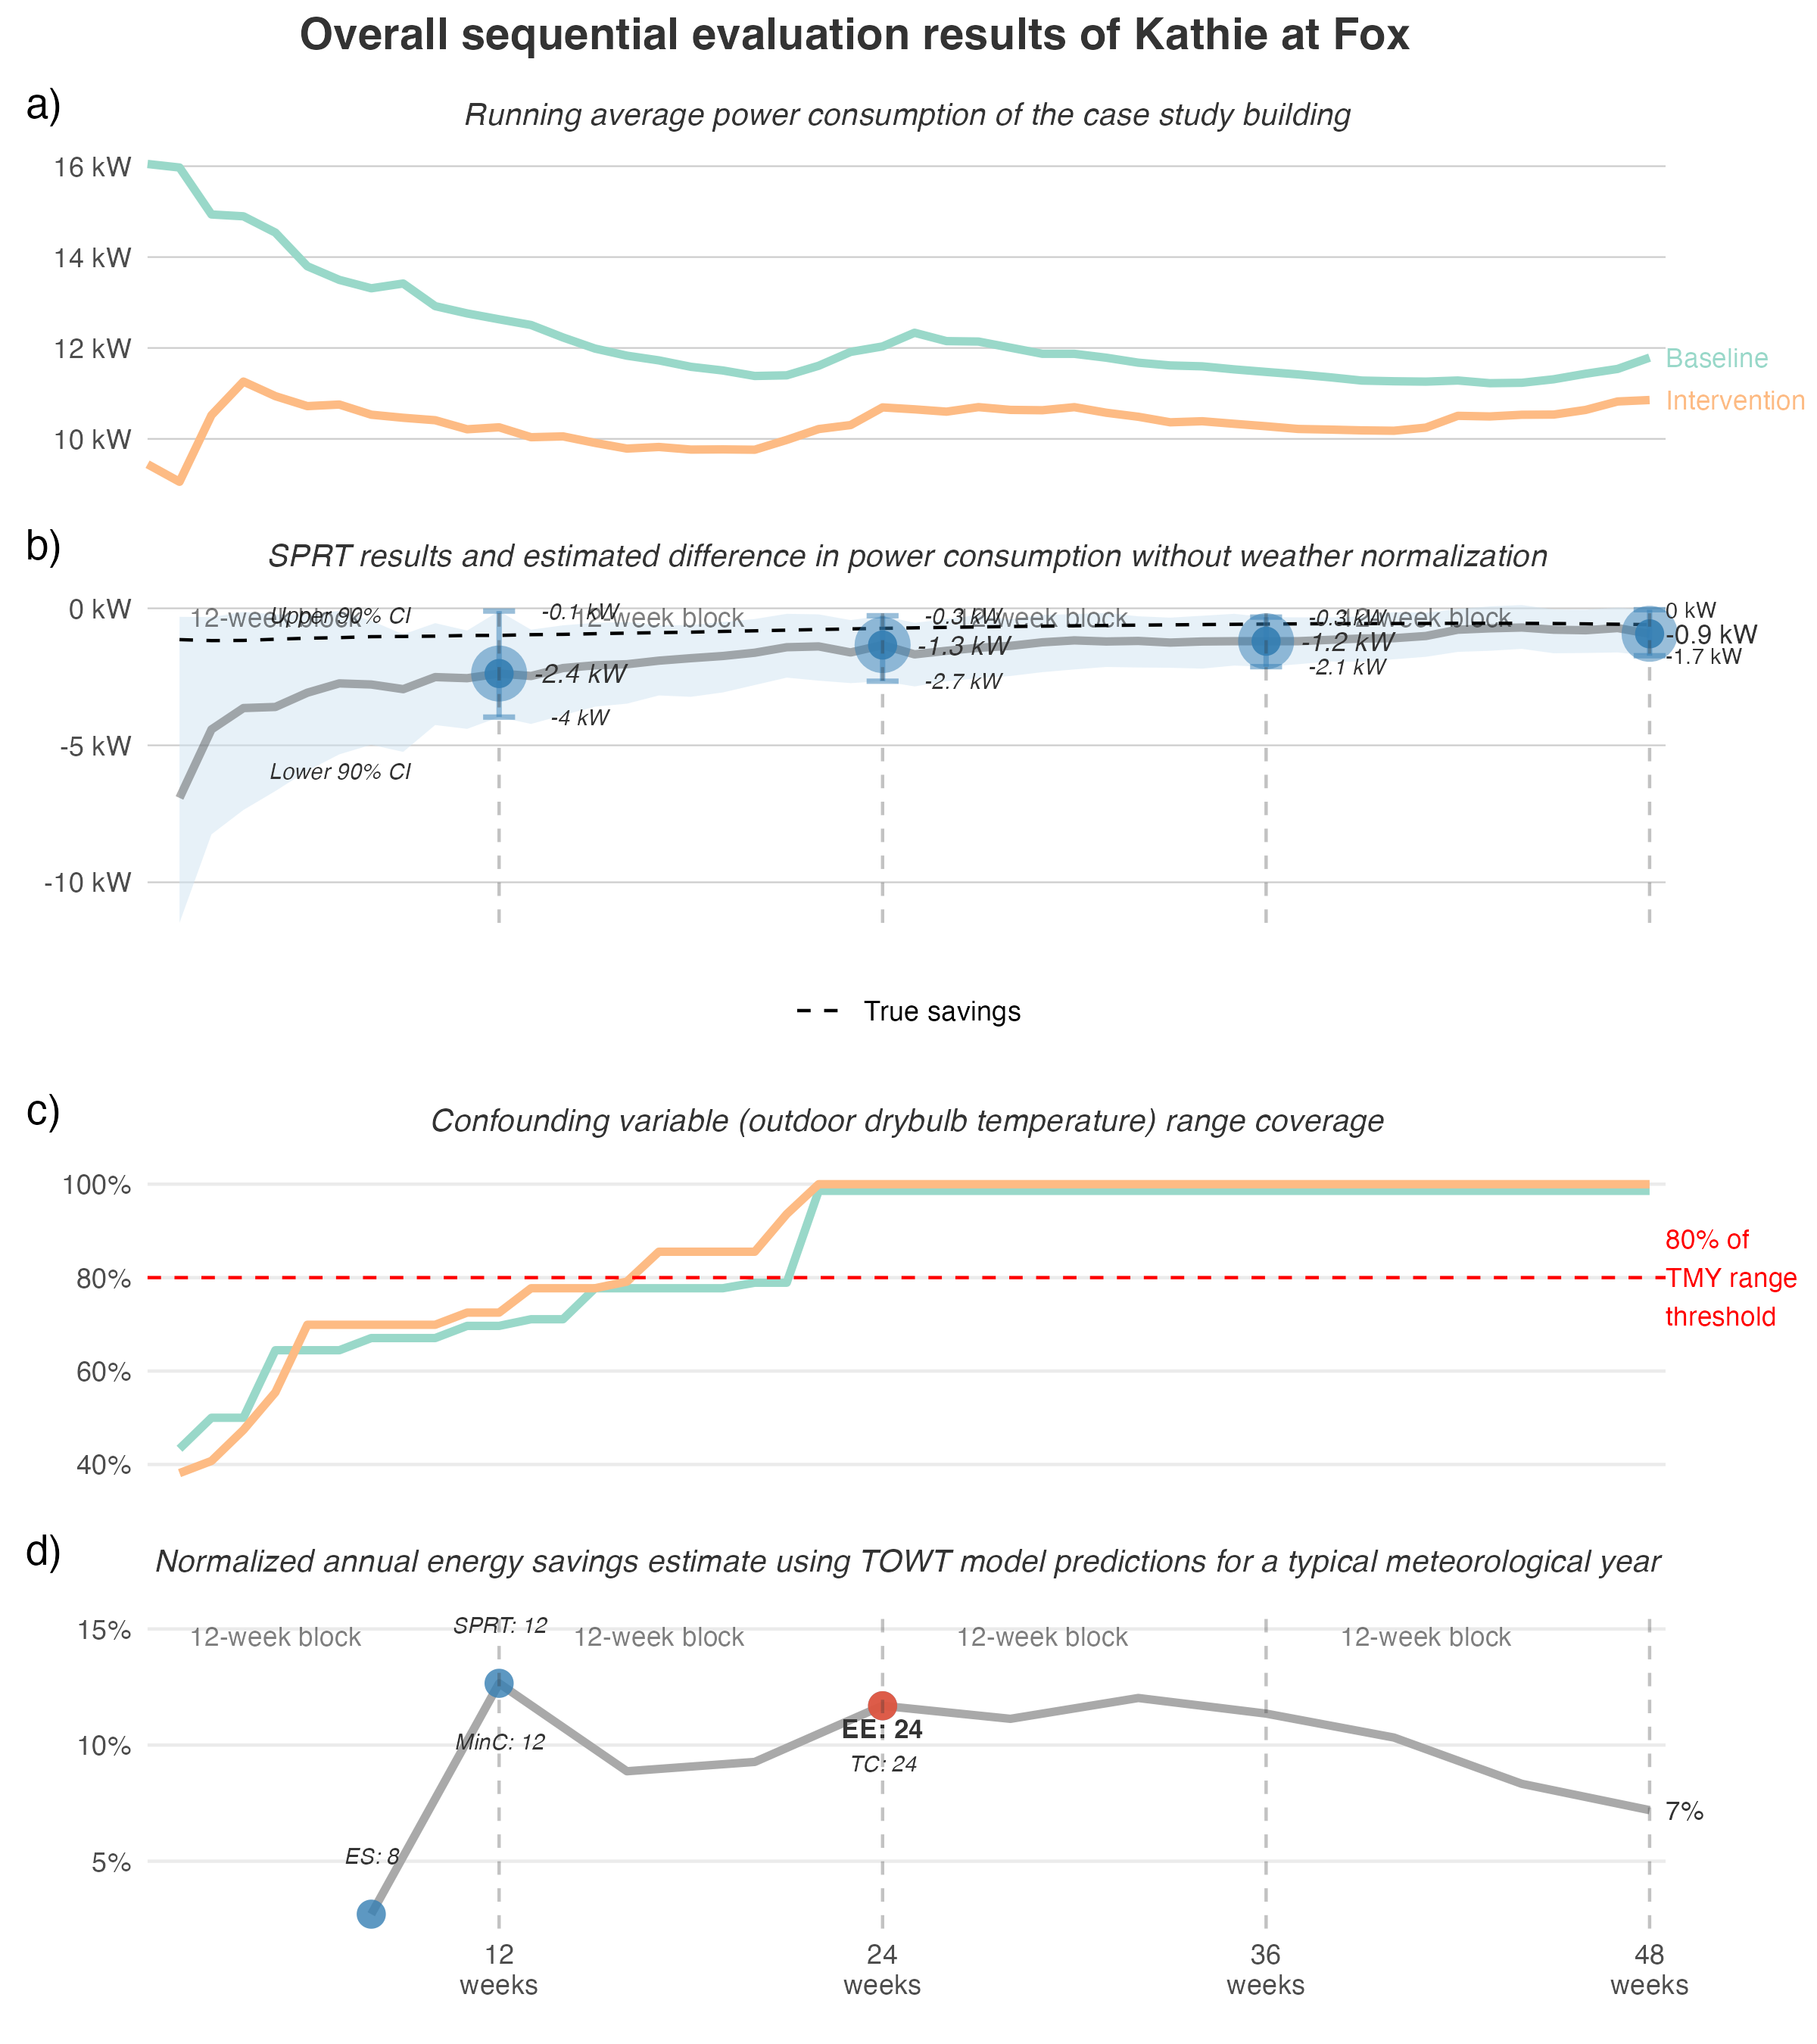 Overall sequential evaluation results of Kathie at Fox
a)
Running average power consumption of the case study building
16 kW
14 kW
12 kW
10 kW
Baseline
Intervention
b)
SPRT results and estimated difference in power consumption without weather normalization
0 kW
-5 kW
-10 kW
12-week block
12-week block
12-week block
12-week block
Upper 90% CI
Lower 90% CI
-0.1 kW
-2.4 kW
-4 kW
-0.3 kW
-1.3 kW
-2.7 kW
-0.3 kW
-1.2 kW
-2.1 kW
0 kW
-0.9 kW
-1.7 kW
True savings
c)
Confounding variable (outdoor drybulb temperature) range coverage
100%
80%
60%
40%
80% of
TMY range
threshold
d)
Normalized annual energy savings estimate using TOWT model predictions for a typical meteorological year
15%
10%
5%
12-week block
12-week block
12-week block
12-week block
SPRT: 12
MinC: 12
ES: 8
EE: 24
TC: 24
7%
12
weeks
24
weeks
36
weeks
48
weeks